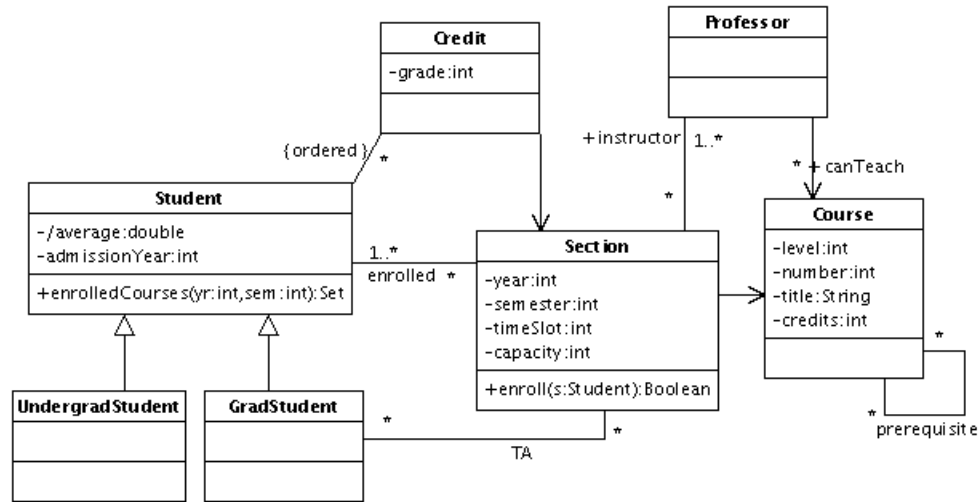 Credit
-grade:int
Professor
{ordered}
*
+instructor
1..*
*
* + canTeach
Student
-/average:double
-admissionYear:int
+enrolledCourses(yr:int,sem:int):Set
1..*
enrolled *
Section
-year:int
-semester:int
-timeSlot:int
-capacity:int
+enroll(s:Student):Boolean
Course
-level:int
-number:int
-title:String
-credits:int
*
*
prerequisite
UndergradStudent
GradStudent
*
*
TA